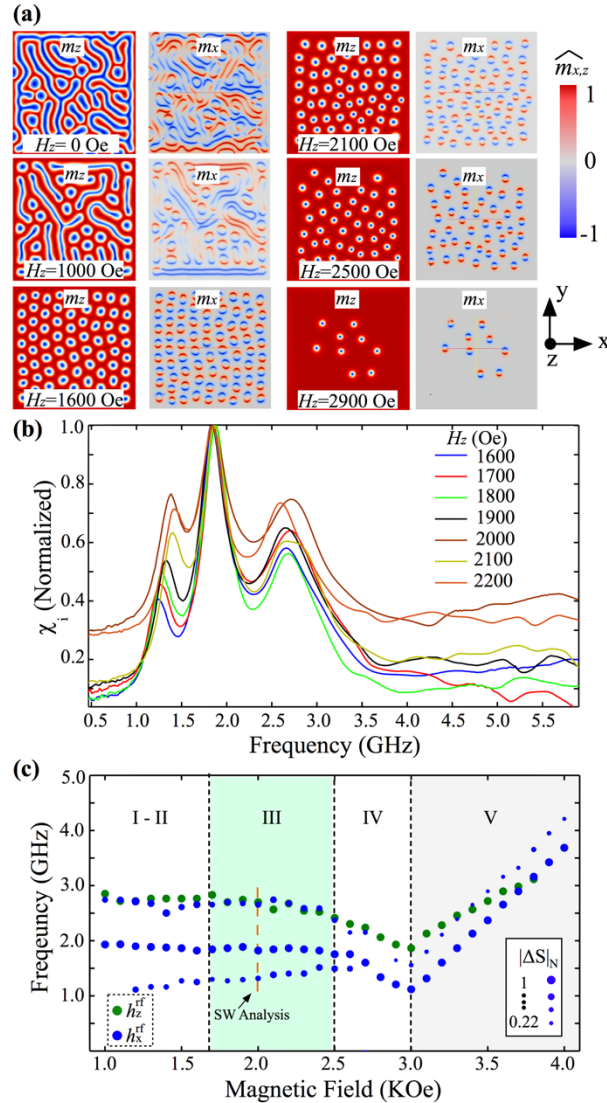 (a)
mz mx mz mx
m̂x,z
1
-1
Hz= 0 Oe Hz=2100 Oe
mz mx mz mx
Hz=1000 Oe Hz=2500 Oe
mz mx mz mx
Hz=1600 Oe Hz=2900 Oe
y
z x
(b)
χi (Normalized)
1.0
0.8
0.6
0.4
0.2
Hz (Oe)
1600
1700
1800
1900
2000
2100
2200
0.5 1.0 1.5 2.0 2.5 3.0 3.5 4.0 4.5 5.0 5.5
Frequency (GHz)
(c)
Freqeuncy (GHz)
5.0
4.0
3.0
2.0
1.0
I - II III IV V
SW Analysis
hzrf
hxrf
|ΔS|N
1
0.22
1.0 1.5 2.0 2.5 3.0 3.5 4.0
Magnetic Field (KOe)